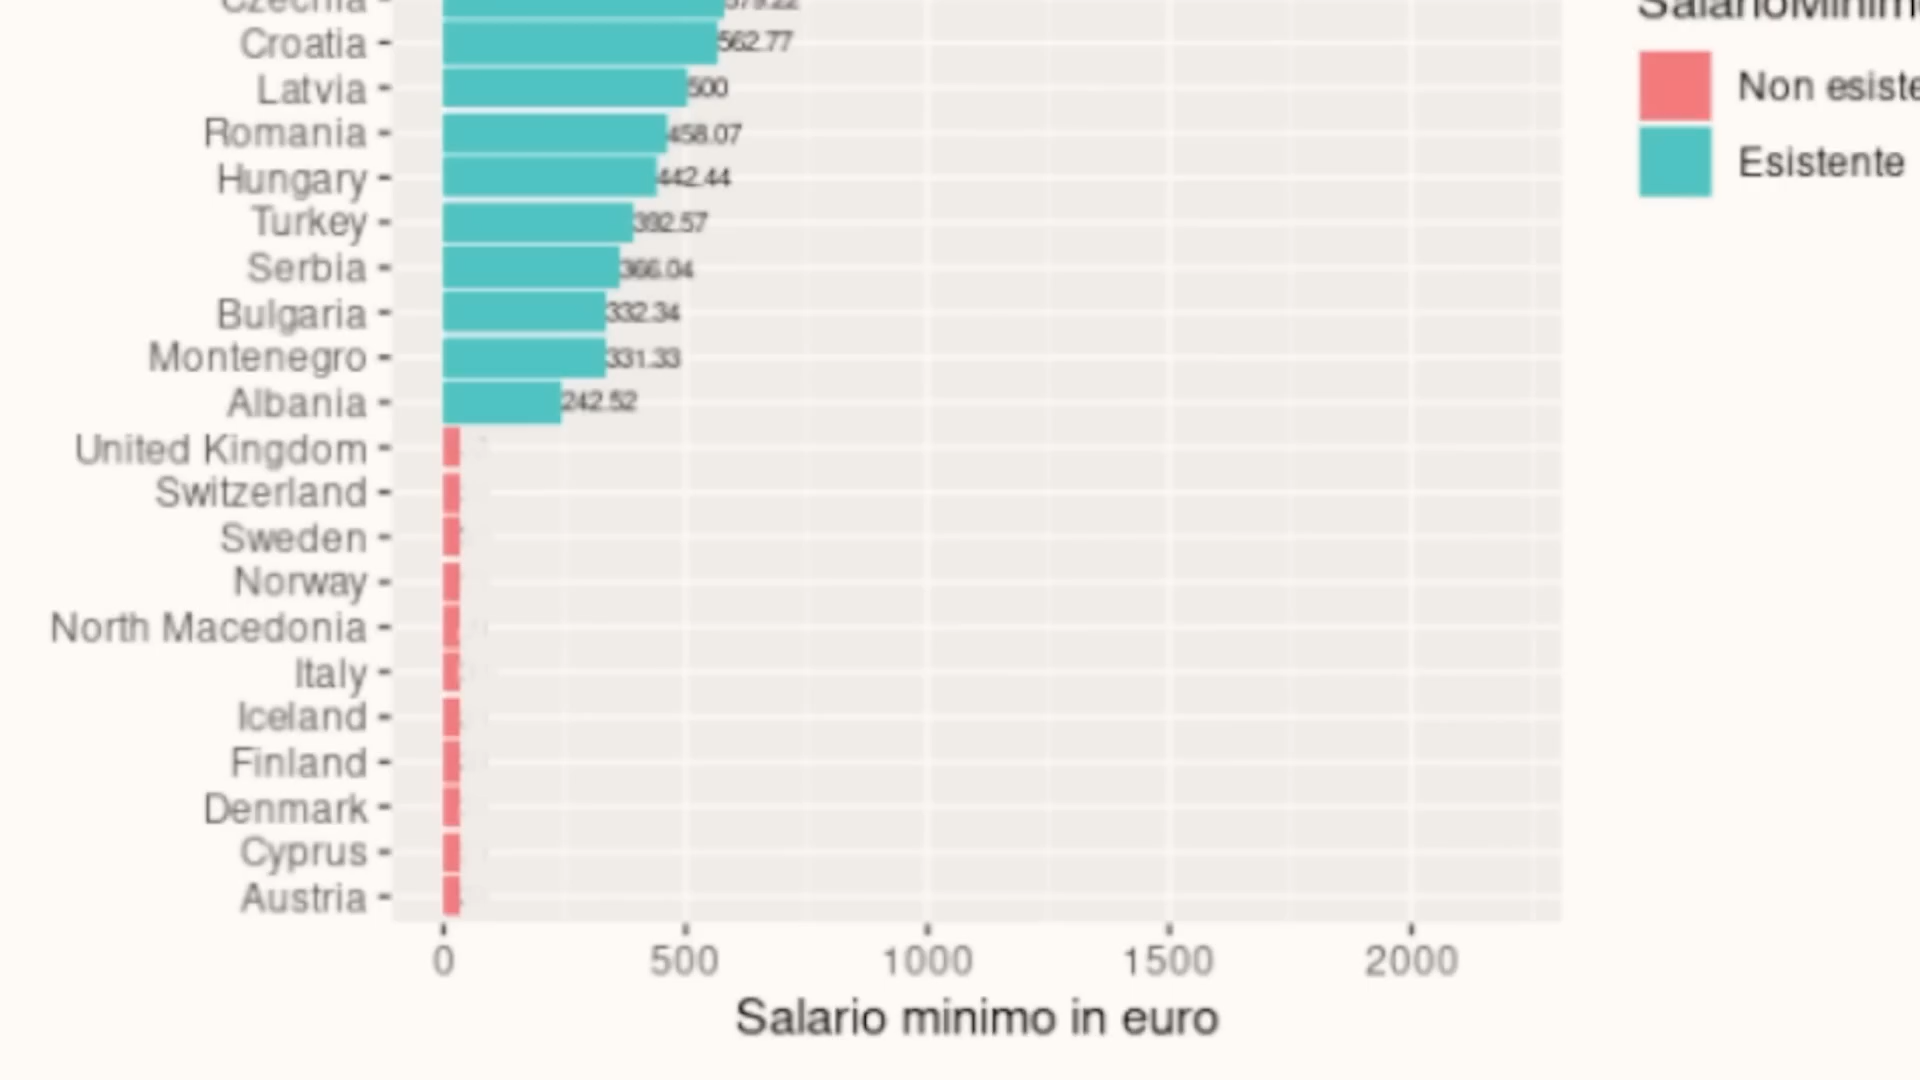 Croatia 562.77
Latvia 500
Romania 458.07
Hungary 442.44
Turkey 392.57
Serbia 366.04
Bulgaria 332.34
Montenegro 331.33
Albania 242.52
United Kingdom
Switzerland
Sweden
Norway
North Macedonia
Italy
Iceland
Finland
Denmark
Cyprus
Austria
0 500 1000 1500 2000
Salario minimo in euro
Non esiste
Esistente